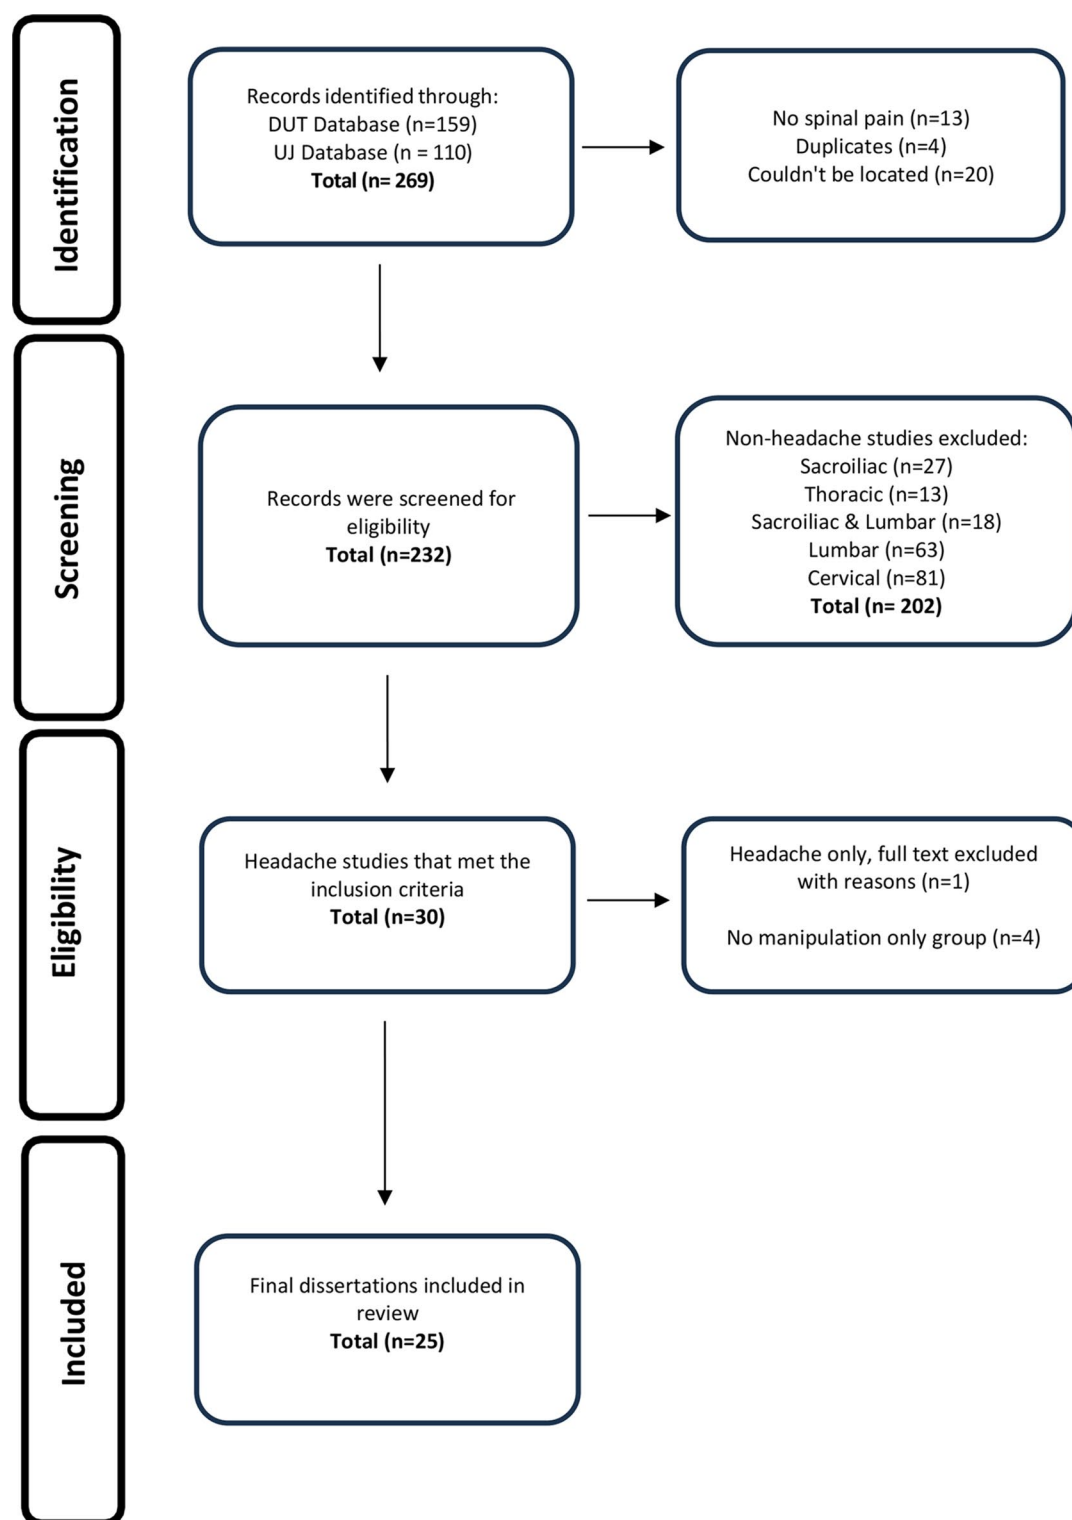 Identification
Records identified through:
DUT Database (n=159)
UJ Database (n = 110)
Total (n= 269)
No spinal pain (n=13)
Duplicates (n=4)
Couldn't be located (n=20)
Screening
Records were screened for
eligibility
Total (n=232)
Non-headache studies excluded:
Sacroiliac (n=27)
Thoracic (n=13)
Sacroiliac & Lumbar (n=18)
Lumbar (n=63)
Cervical (n=81)
Total (n= 202)
Eligibility
Headache studies that met the
inclusion criteria
Total (n=30)
Headache only, full text excluded
with reasons (n=1)
No manipulation only group (n=4)
Included
Final dissertations included in
review
Total (n=25)